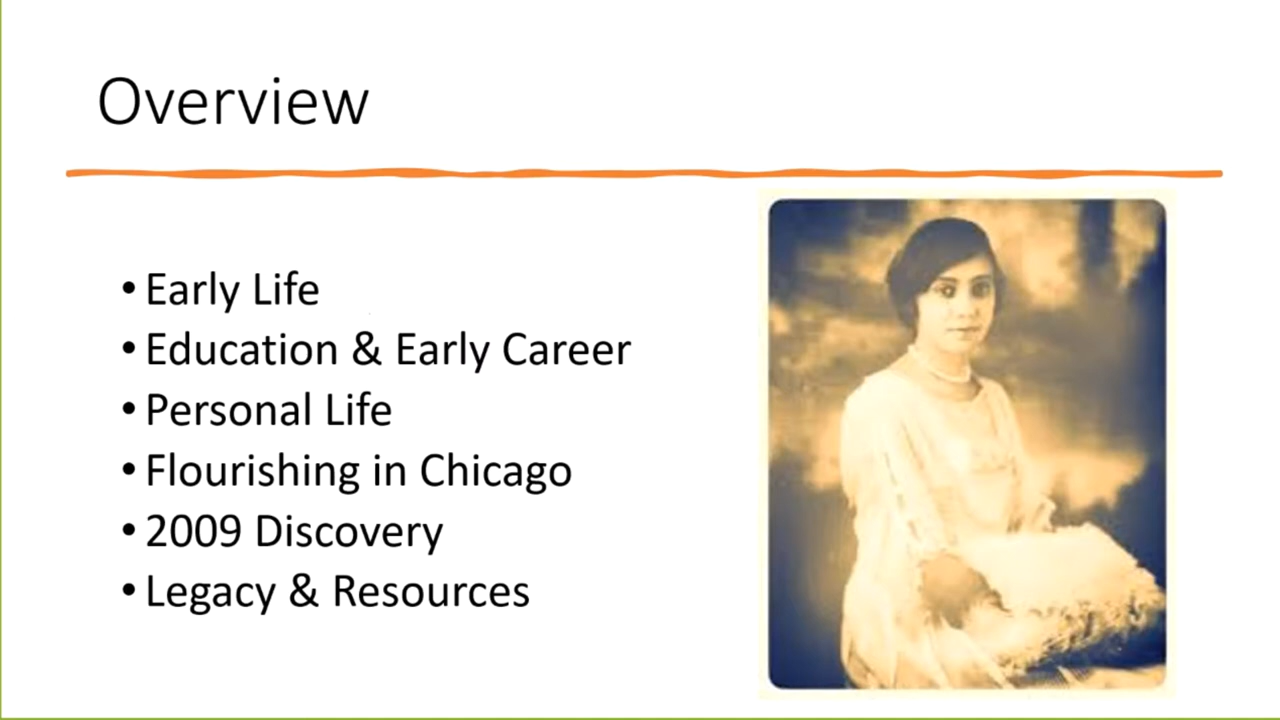 Overview
• Early Life
• Education & Early Career
• Personal Life
• Flourishing in Chicago
• 2009 Discovery
• Legacy & Resources